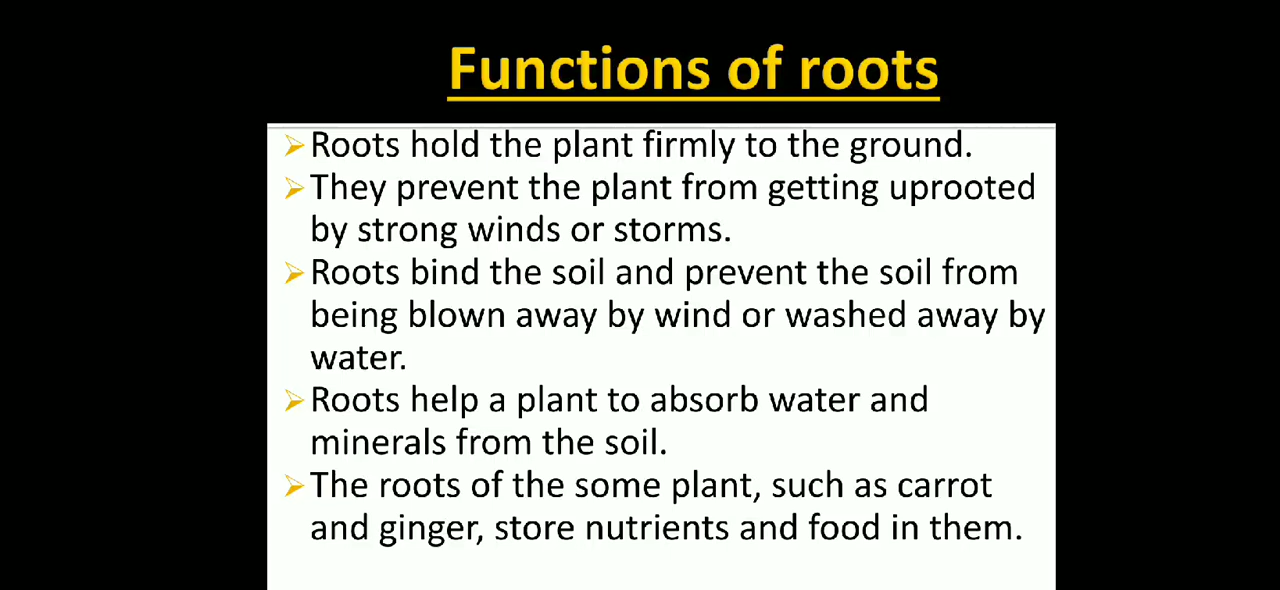 Functions of roots
➢Roots hold the plant firmly to the ground.
➢They prevent the plant from getting uprooted
by strong winds or storms.
➢Roots bind the soil and prevent the soil from
being blown away by wind or washed away by
water.
➢Roots help a plant to absorb water and
minerals from the soil.
➢The roots of the some plant, such as carrot
and ginger, store nutrients and food in them.